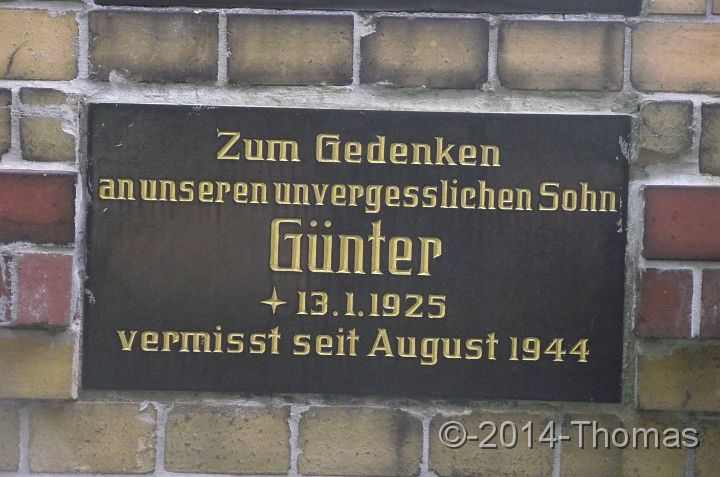 Zum Gedenken
an unseren unvergesslichen Sohn
Günter
✦ 13.1.1925
vermisst seit August 1944
©-2014-Thomas